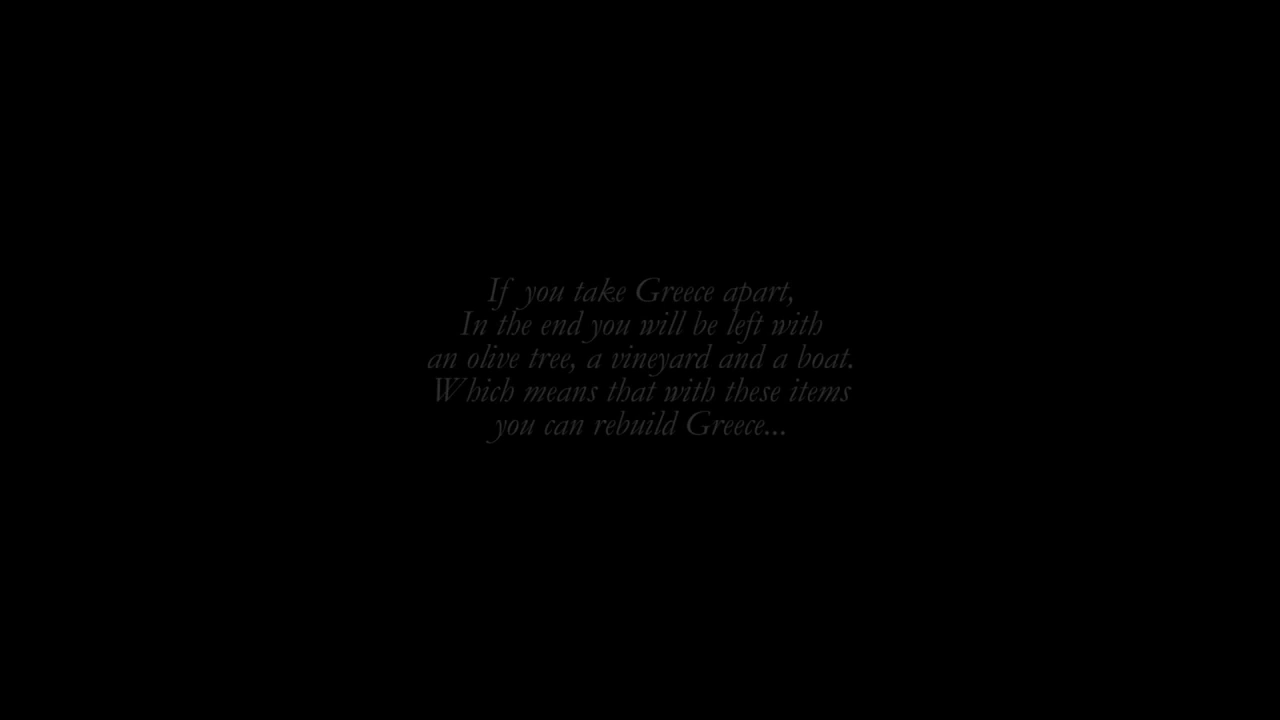 If you take Greece apart,
In the end you will be left with
an olive tree, a vineyard and a boat.
Which means that with these items
you can rebuild Greece...